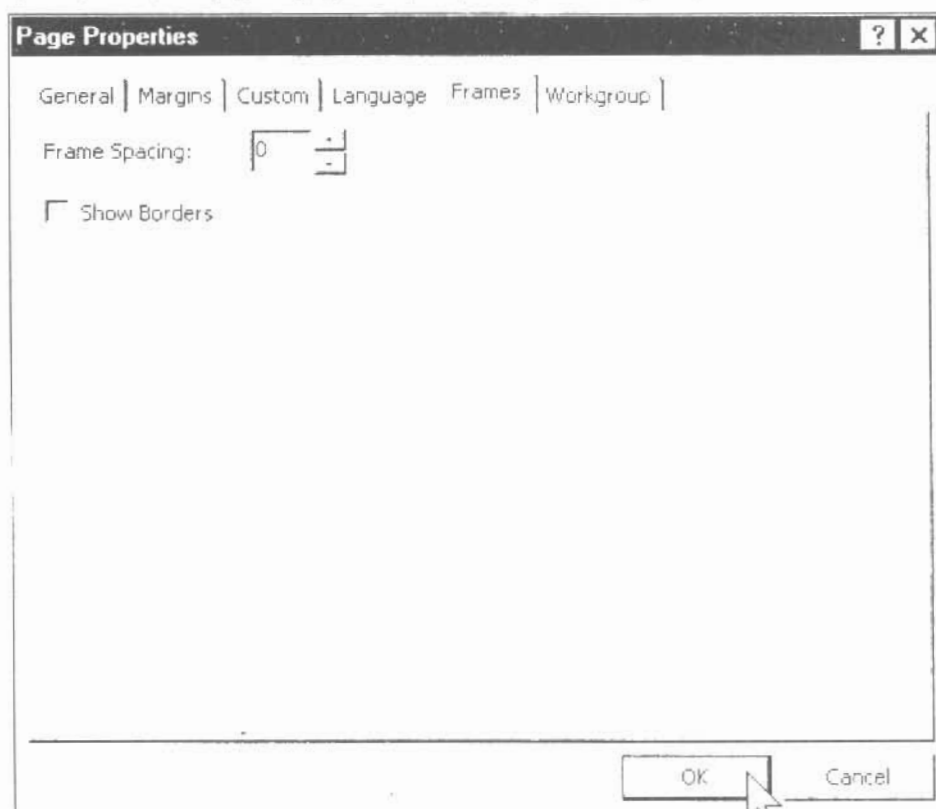 Page Properties ? X
General Margins Custom Language Frames Workgroup
Frame Spacing: 0
Show Borders
OK Cancel